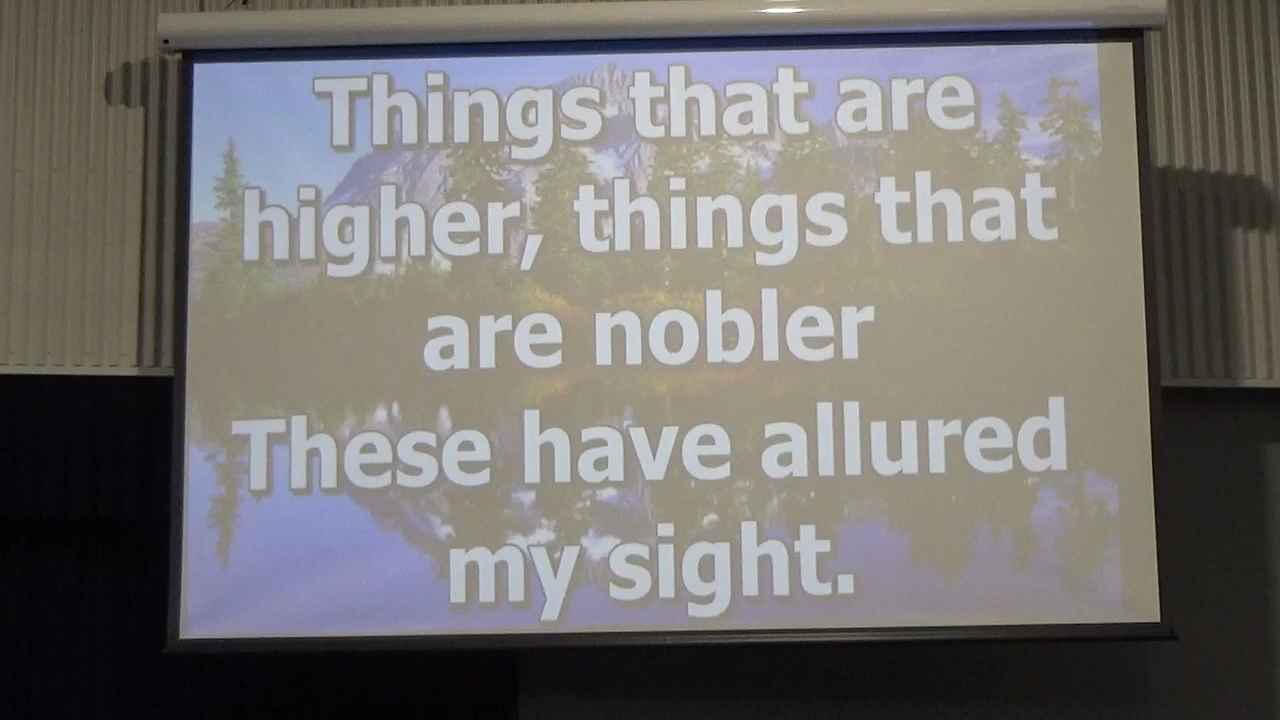 Things that are
higher, things that
are nobler
These have allured
my sight.